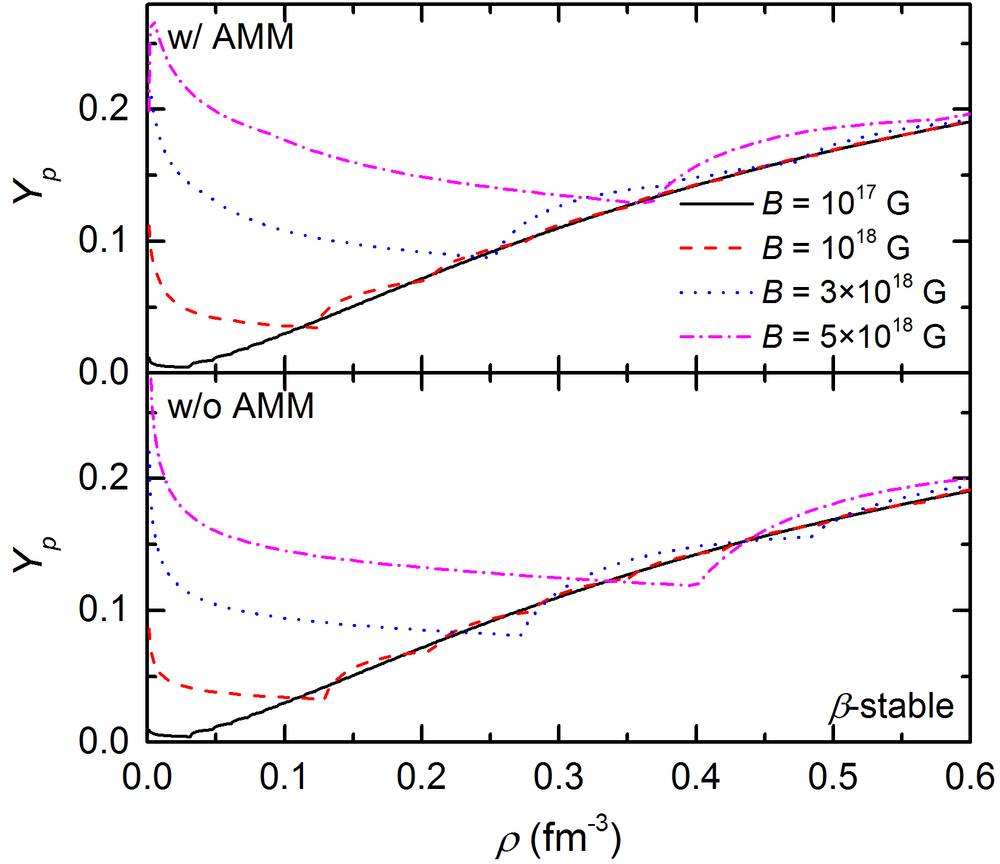 w/ AMM
0.2
Y_p
B = 10^17 G
0.1
B = 10^18 G
B = 3×10^18 G
B = 5×10^18 G
0.0
w/o AMM
0.2
Y_p
0.1
β-stable
0.0
0.0 0.1 0.2 0.3 0.4 0.5 0.6
ρ (fm^-3)